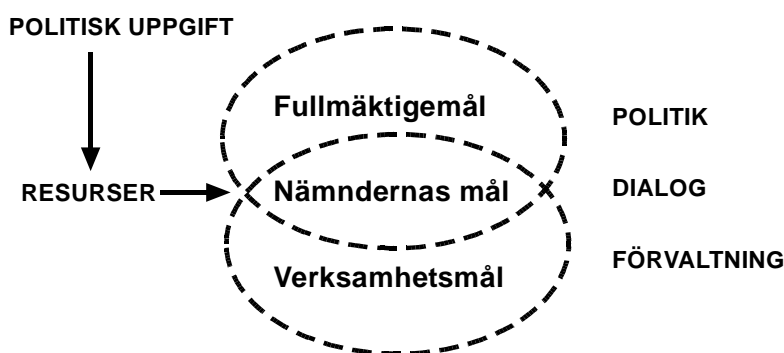 POLITISK UPPGIFT
Fullmäktigemål
POLITIK
RESURSER
Nämndernas mål
DIALOG
Verksamhetsmål
FÖRVALTNING